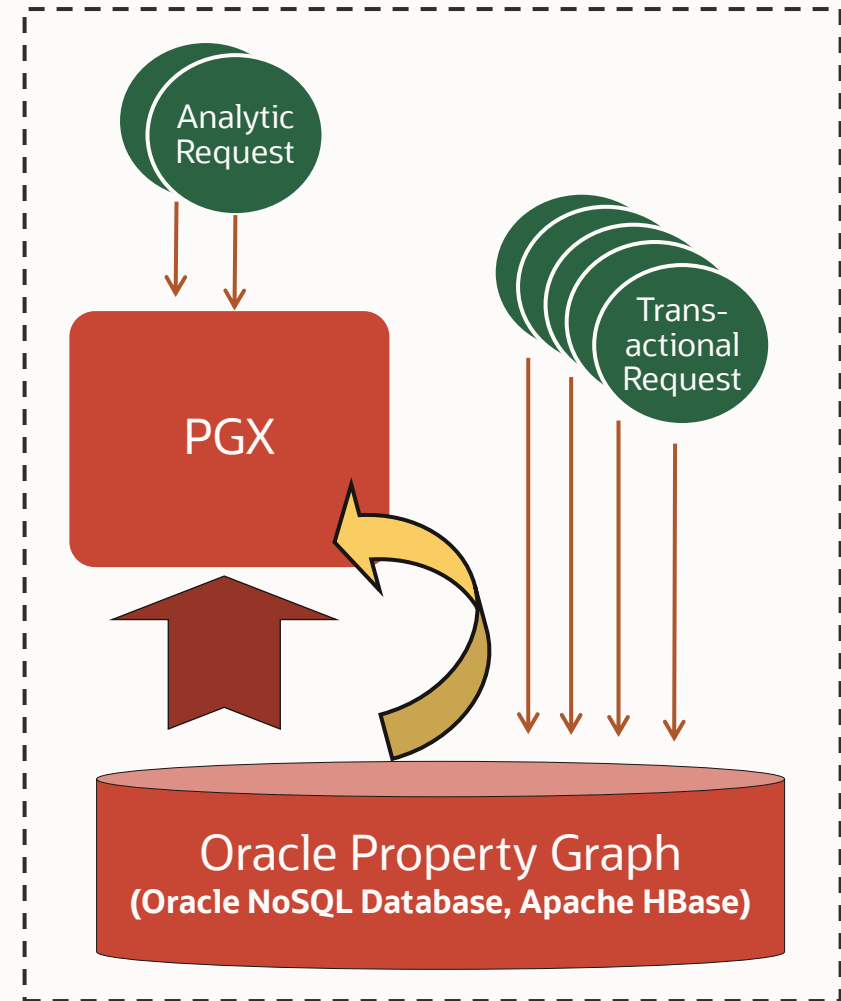 Analytic
Request
Trans-
actional
Request
PGX
Oracle Property Graph
(Oracle NoSQL Database, Apache HBase)